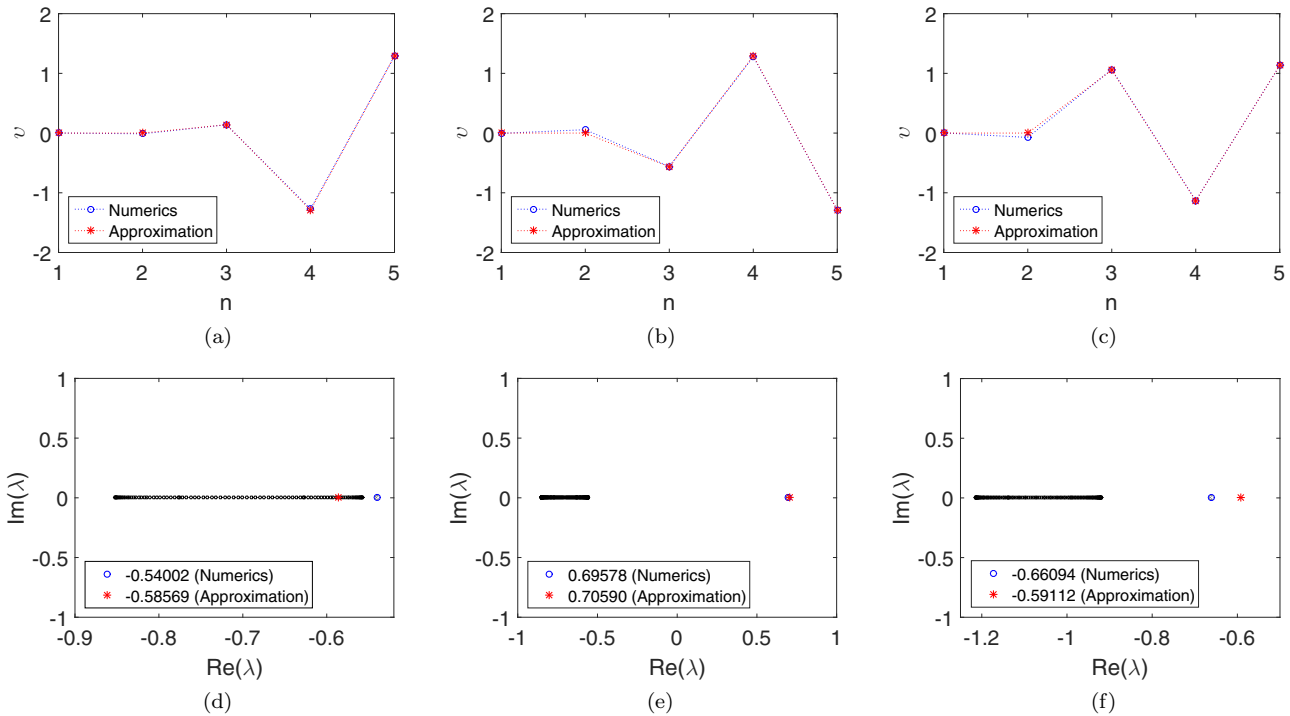 2
1
0
-1
-2
v
1
2
3
4
5
n
Numerics
Approximation
(a)
2
1
0
-1
-2
v
1
2
3
4
5
n
Numerics
Approximation
(b)
2
1
0
-1
-2
v
1
2
3
4
5
n
Numerics
Approximation
(c)
1
0.5
0
-0.5
-1
Im(λ)
-0.9
-0.8
-0.7
-0.6
Re(λ)
-0.54002 (Numerics)
-0.58569 (Approximation)
(d)
1
0.5
0
-0.5
-1
Im(λ)
-1
-0.5
0
0.5
1
Re(λ)
0.69578 (Numerics)
0.70590 (Approximation)
(e)
1
0.5
0
-0.5
-1
Im(λ)
-1.2
-1
-0.8
-0.6
Re(λ)
-0.66094 (Numerics)
-0.59112 (Approximation)
(f)